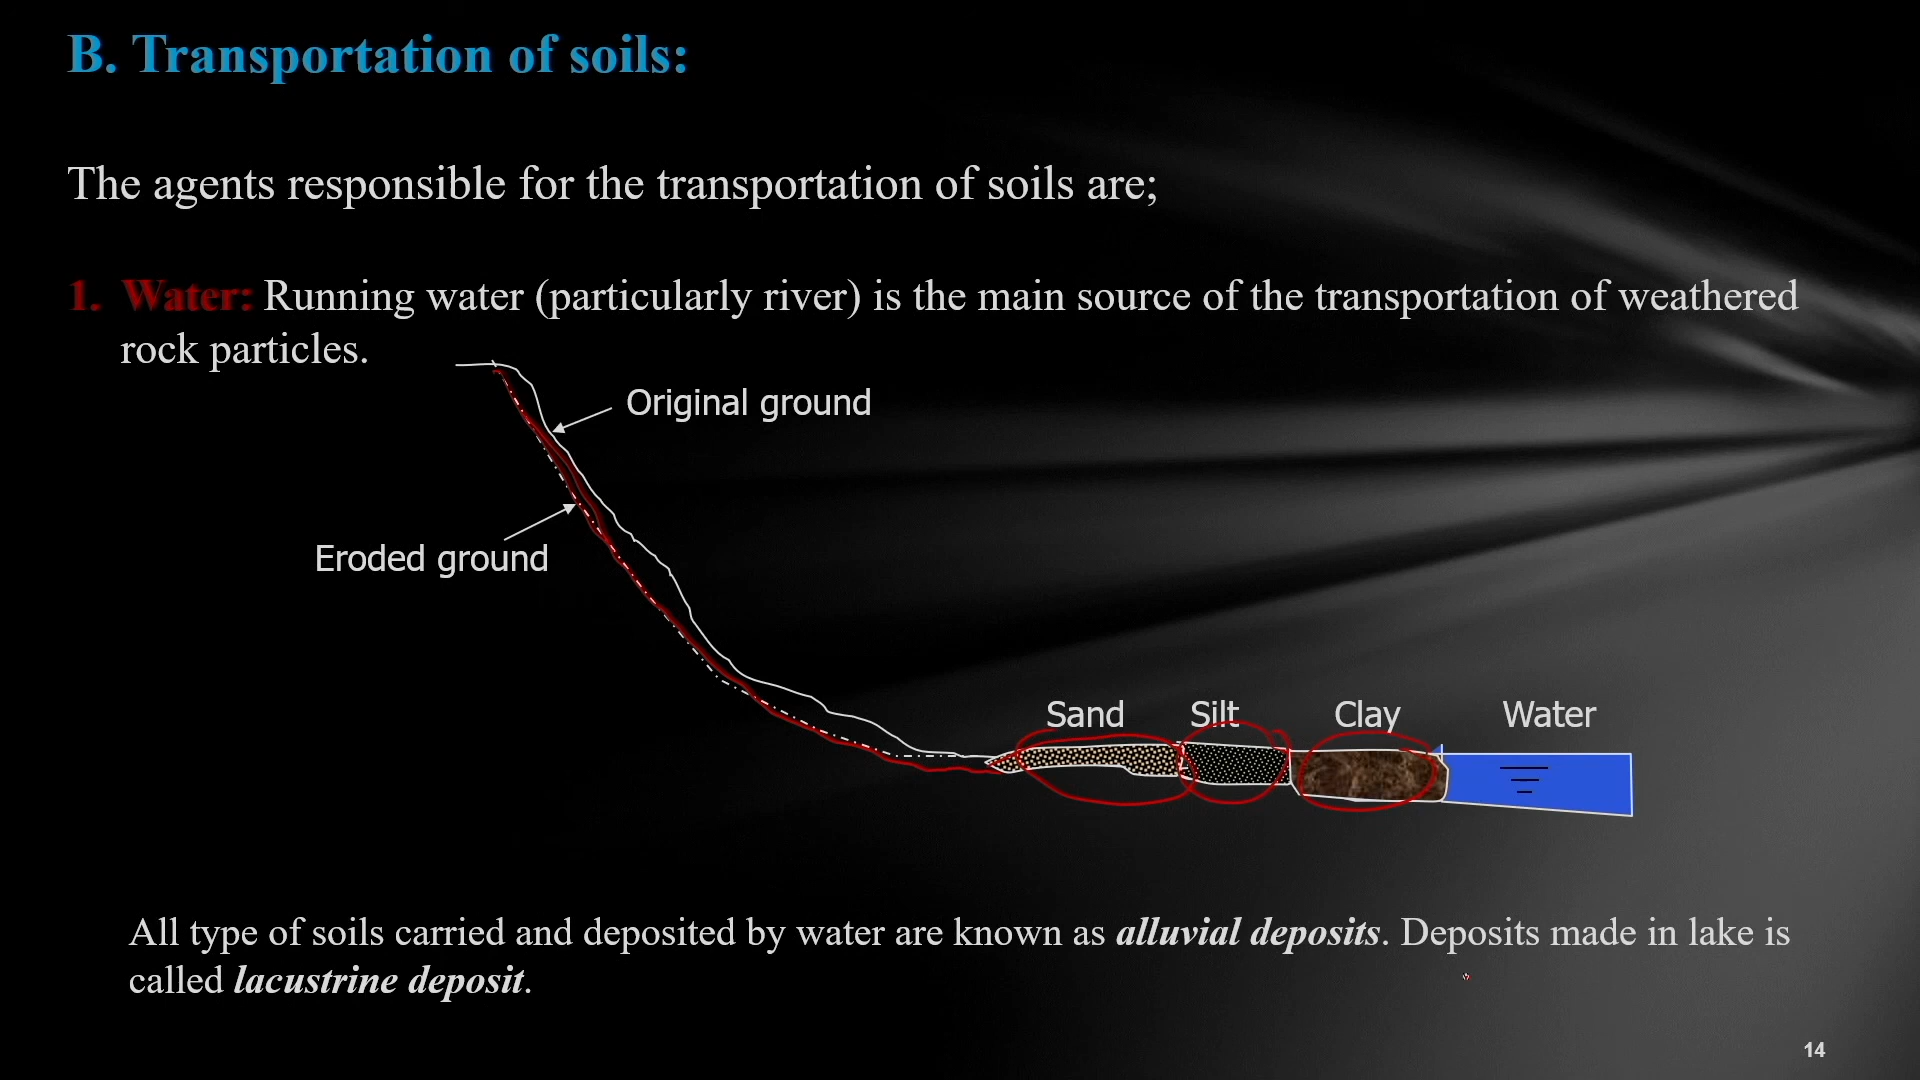 B. Transportation of soils:
The agents responsible for the transportation of soils are;
1. Water: Running water (particularly river) is the main source of the transportation of weathered
rock particles.
Original ground
Eroded ground
Sand Silt Clay Water
All type of soils carried and deposited by water are known as alluvial deposits. Deposits made in lake is
called lacustrine deposit.
14